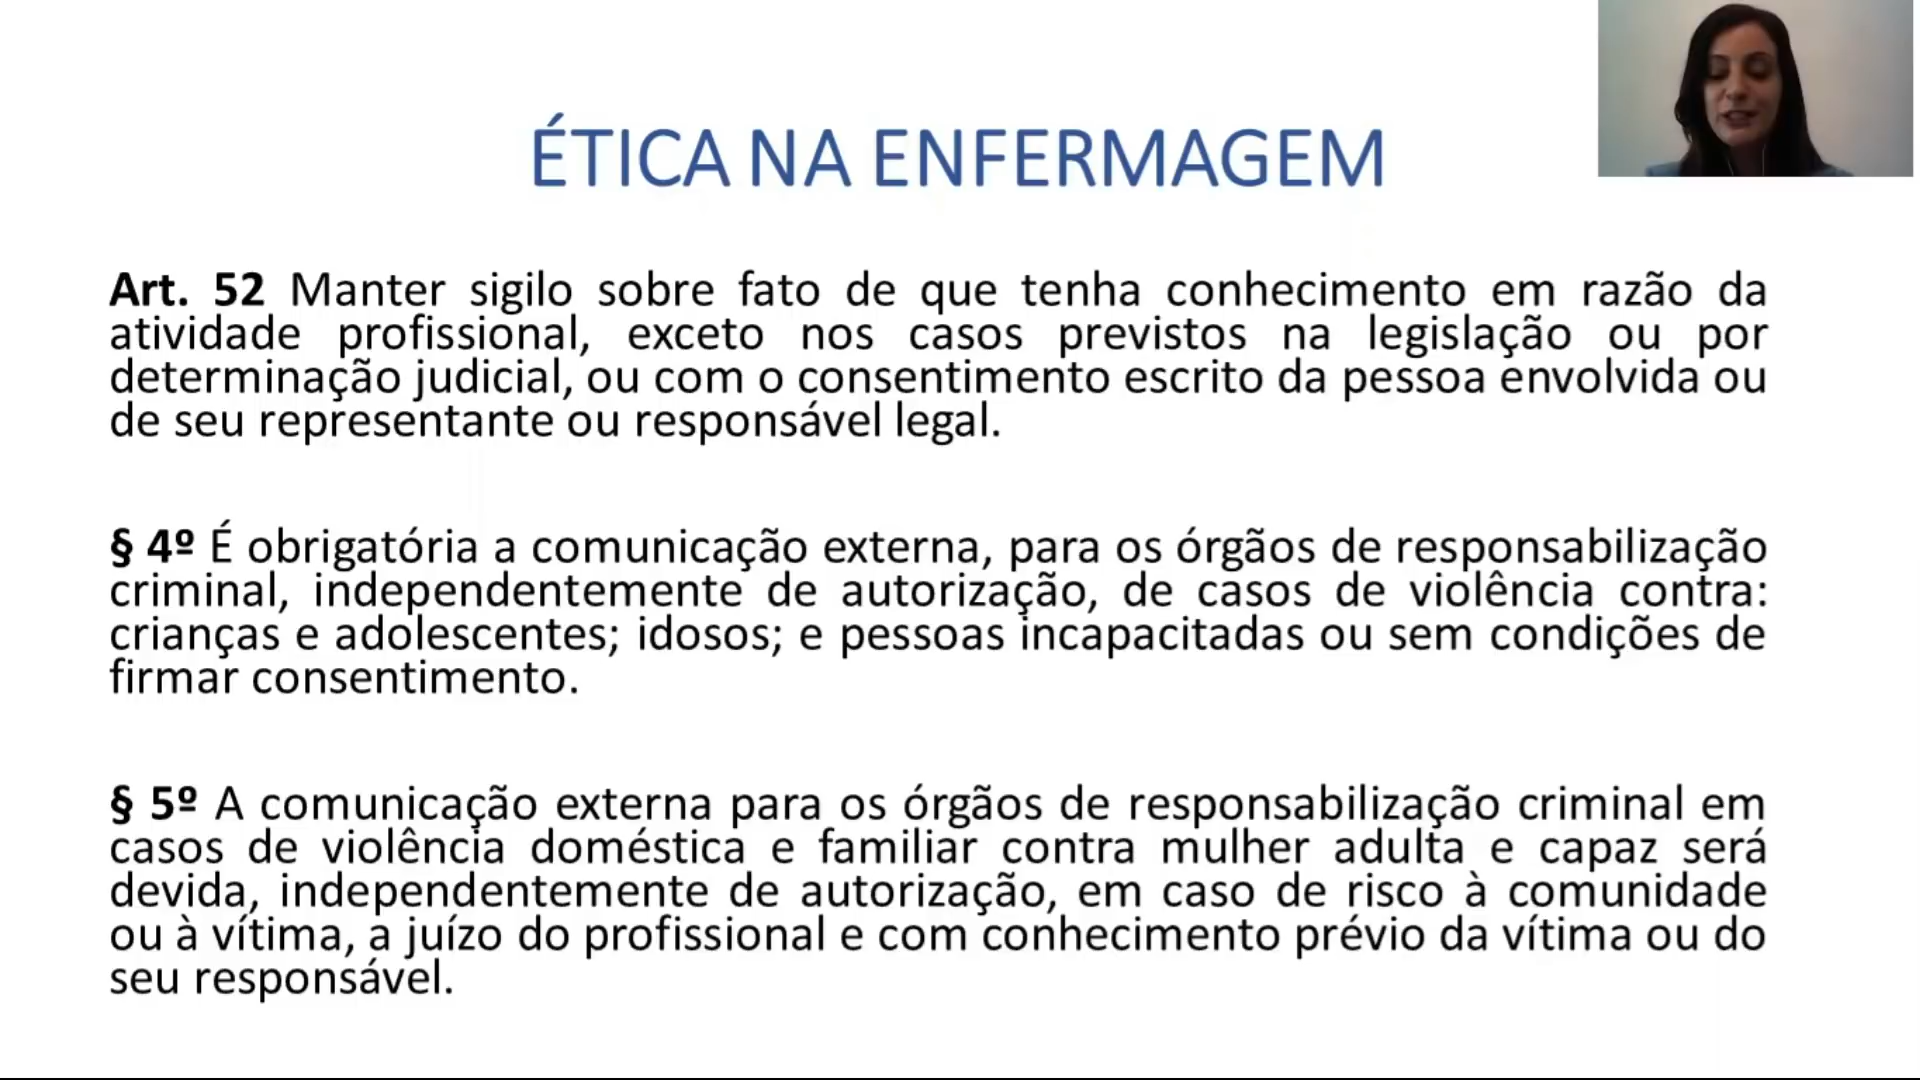 ÉTICA NA ENFERMAGEM
Art. 52 Manter sigilo sobre fato de que tenha conhecimento em razão da
atividade profissional, exceto nos casos previstos na legislação ou por
determinação judicial, ou com o consentimento escrito da pessoa envolvida ou
de seu representante ou responsável legal.
§ 4º É obrigatória a comunicação externa, para os órgãos de responsabilização
criminal, independentemente de autorização, de casos de violência contra:
crianças e adolescentes; idosos; e pessoas incapacitadas ou sem condições de
firmar consentimento.
§ 5º A comunicação externa para os órgãos de responsabilização criminal em
casos de violência doméstica e familiar contra mulher adulta e capaz será
devida, independentemente de autorização, em caso de risco à comunidade
ou à vítima, a juízo do profissional e com conhecimento prévio da vítima ou do
seu responsável.